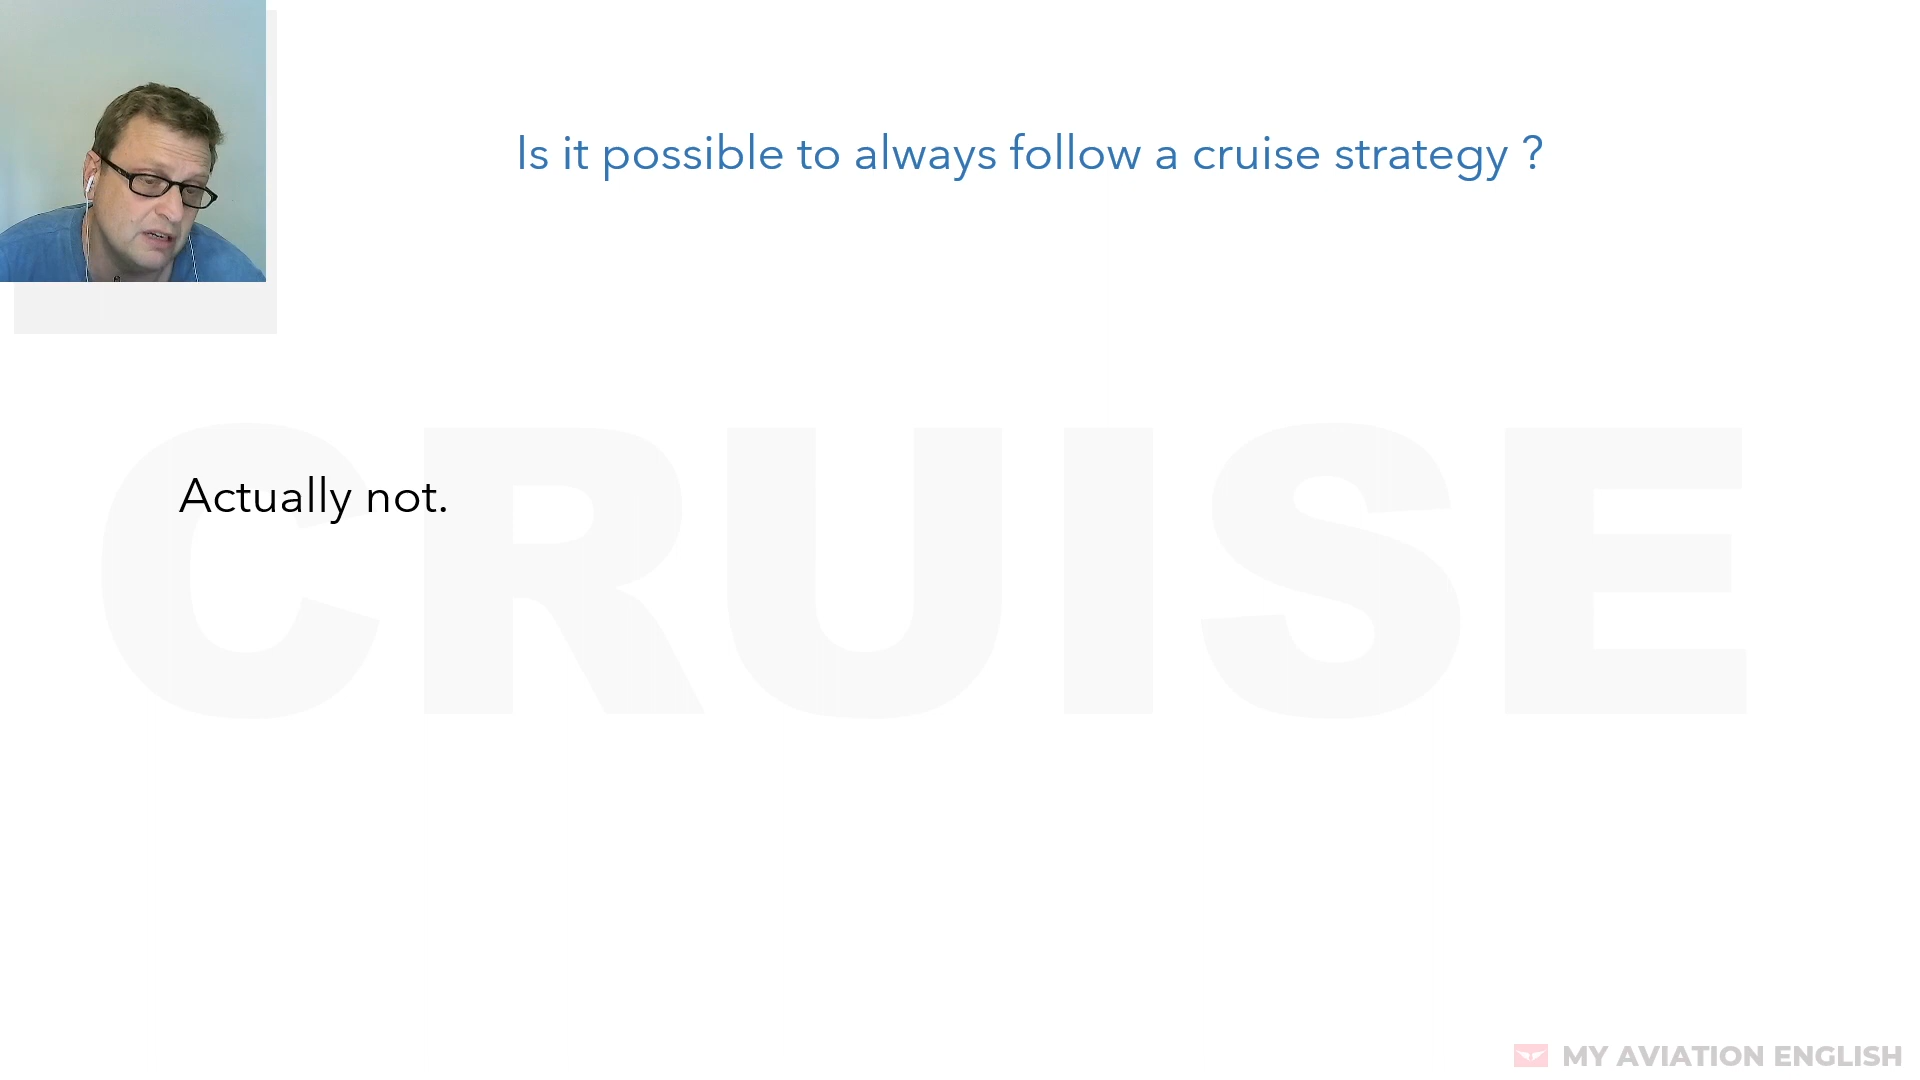 Is it possible to always follow a cruise strategy ?
Actually not.
CRUISE
MY AVIATION ENGLISH